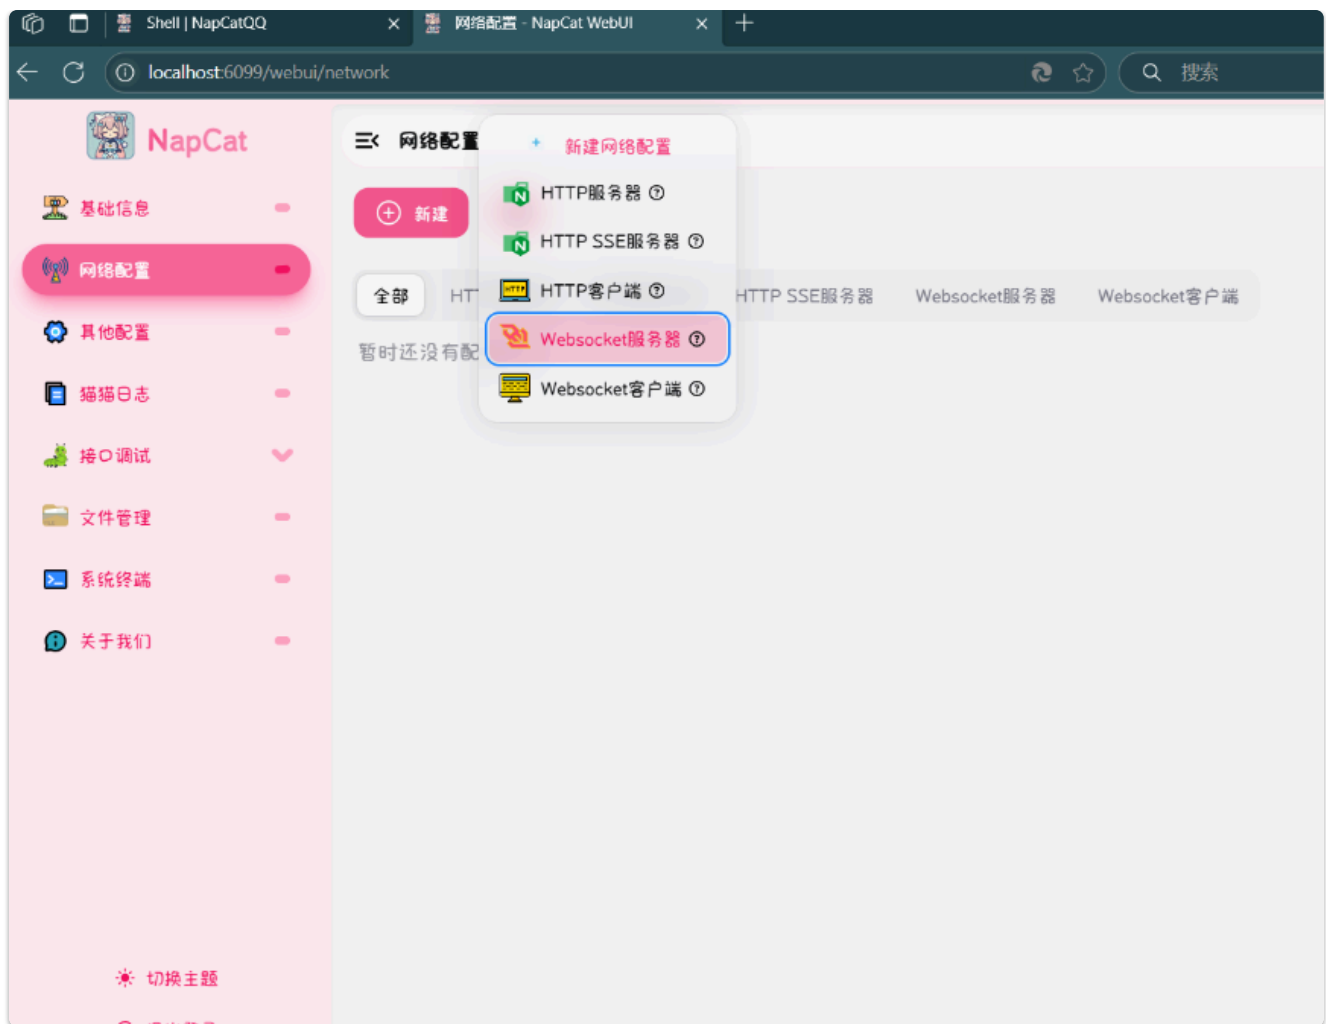 Shell | NapCatQQ
网络配置 - NapCat WebUI
localhost:6099/webui/network
搜索
NapCat
基础信息
网络配置
其他配置
猫猫日志
接口调试
文件管理
系统终端
关于我们
切换主题
网络配置
新建
全部
HT
HTTP SSE服务器
Websocket服务器
Websocket客户端
暂时还没有配
新建网络配置
HTTP服务器
HTTP SSE服务器
HTTP客户端
Websocket服务器
Websocket客户端